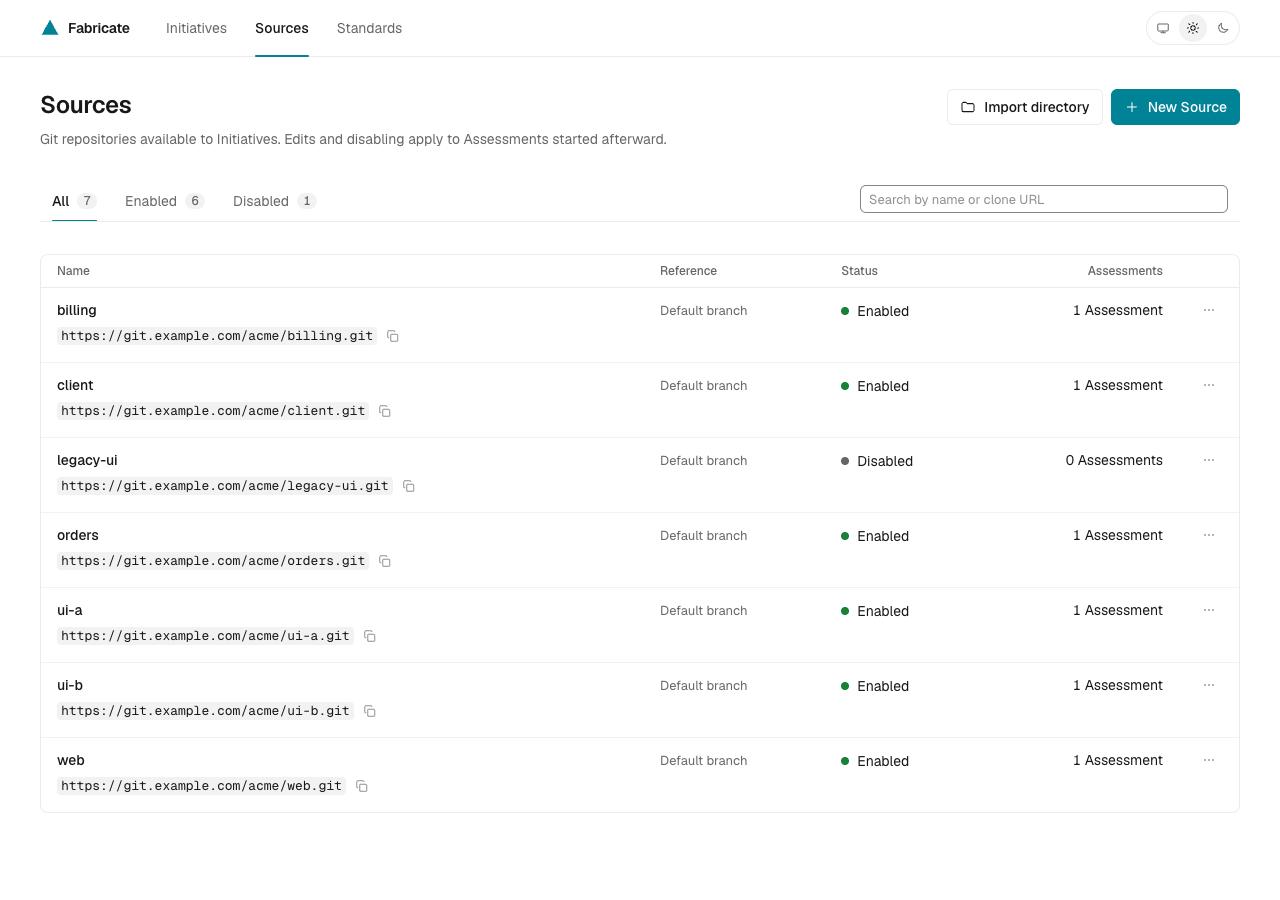 Fabricate Initiatives Sources Standards
Sources
Import directory New Source
Git repositories available to Initiatives. Edits and disabling apply to Assessments started afterward.
All 7 Enabled 6 Disabled 1 Search by name or clone URL
Name Reference Status Assessments
billing Default branch Enabled 1 Assessment ...
https://git.example.com/acme/billing.git
client Default branch Enabled 1 Assessment ...
https://git.example.com/acme/client.git
legacy-ui Default branch Disabled 0 Assessments ...
https://git.example.com/acme/legacy-ui.git
orders Default branch Enabled 1 Assessment ...
https://git.example.com/acme/orders.git
ui-a Default branch Enabled 1 Assessment ...
https://git.example.com/acme/ui-a.git
ui-b Default branch Enabled 1 Assessment ...
https://git.example.com/acme/ui-b.git
web Default branch Enabled 1 Assessment ...
https://git.example.com/acme/web.git